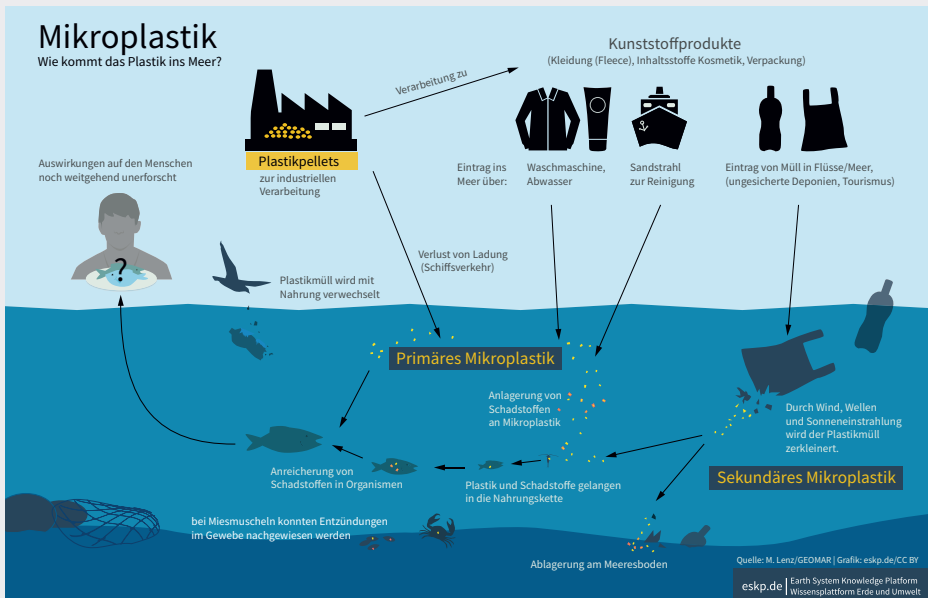 Mikroplastik
Wie kommt das Plastik ins Meer?
Kunststoffprodukte
(Kleidung (Fleece), Inhaltsstoffe Kosmetik, Verpackung)
Verarbeitung zu
Plastikpellets
zur industriellen
Verarbeitung
Eintrag ins
Meer über:
Waschmaschine,
Abwasser
Sandstrahl
zur Reinigung
Eintrag von Müll in Flüsse/Meer,
(ungesicherte Deponien, Tourismus)
Auswirkungen auf den Menschen
noch weitgehend unerforscht
?
Plastikmüll wird mit
Nahrung verwechselt
Verlust von Ladung
(Schiffsverkehr)
Primäres Mikroplastik
Anlagerung von
Schadstoffen
an Mikroplastik
Durch Wind, Wellen
und Sonneneinstrahlung
wird der Plastikmüll
zerkleinert.
Sekundäres Mikroplastik
Anreicherung von
Schadstoffen in Organismen
Plastik und Schadstoffe gelangen
in die Nahrungskette
bei Miesmuscheln konnten Entzündungen
im Gewebe nachgewiesen werden
Ablagerung am Meeresboden
Quelle: M. Lenz/GEOMAR | Grafik: eskp.de/CC BY
eskp.de | Earth System Knowledge Platform
Wissensplattform Erde und Umwelt